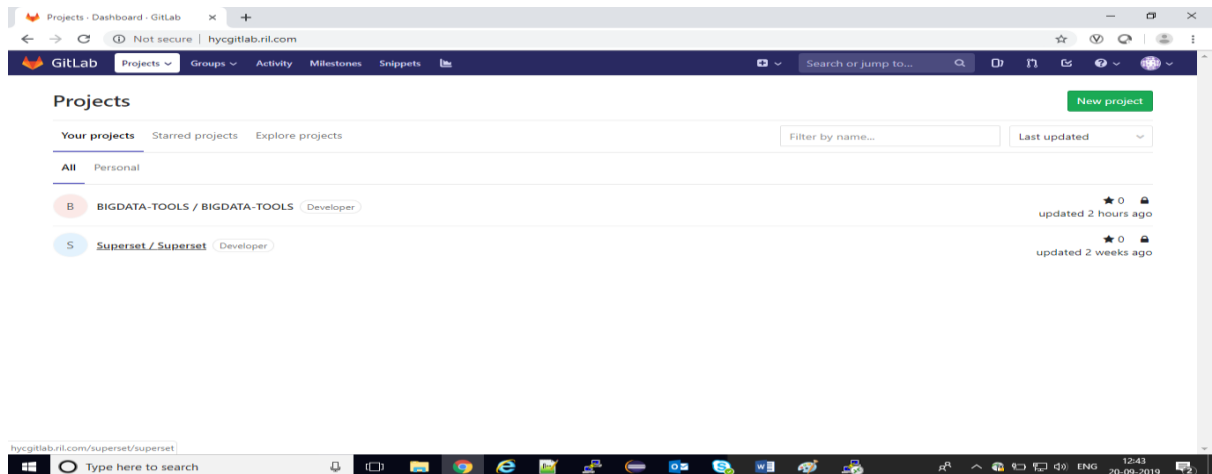 Projects · Dashboard · GitLab
Not secure | hycgitlab.ril.com
GitLab Projects Groups Activity Milestones Snippets Search or jump to...
Projects
New project
Your projects Starred projects Explore projects Filter by name... Last updated
All Personal
B BIGDATA-TOOLS / BIGDATA-TOOLS Developer 0
updated 2 hours ago
S Superset / Superset Developer 0
updated 2 weeks ago
hycgitlab.ril.com/superset/superset
Type here to search ENG 12:43
20-09-2019